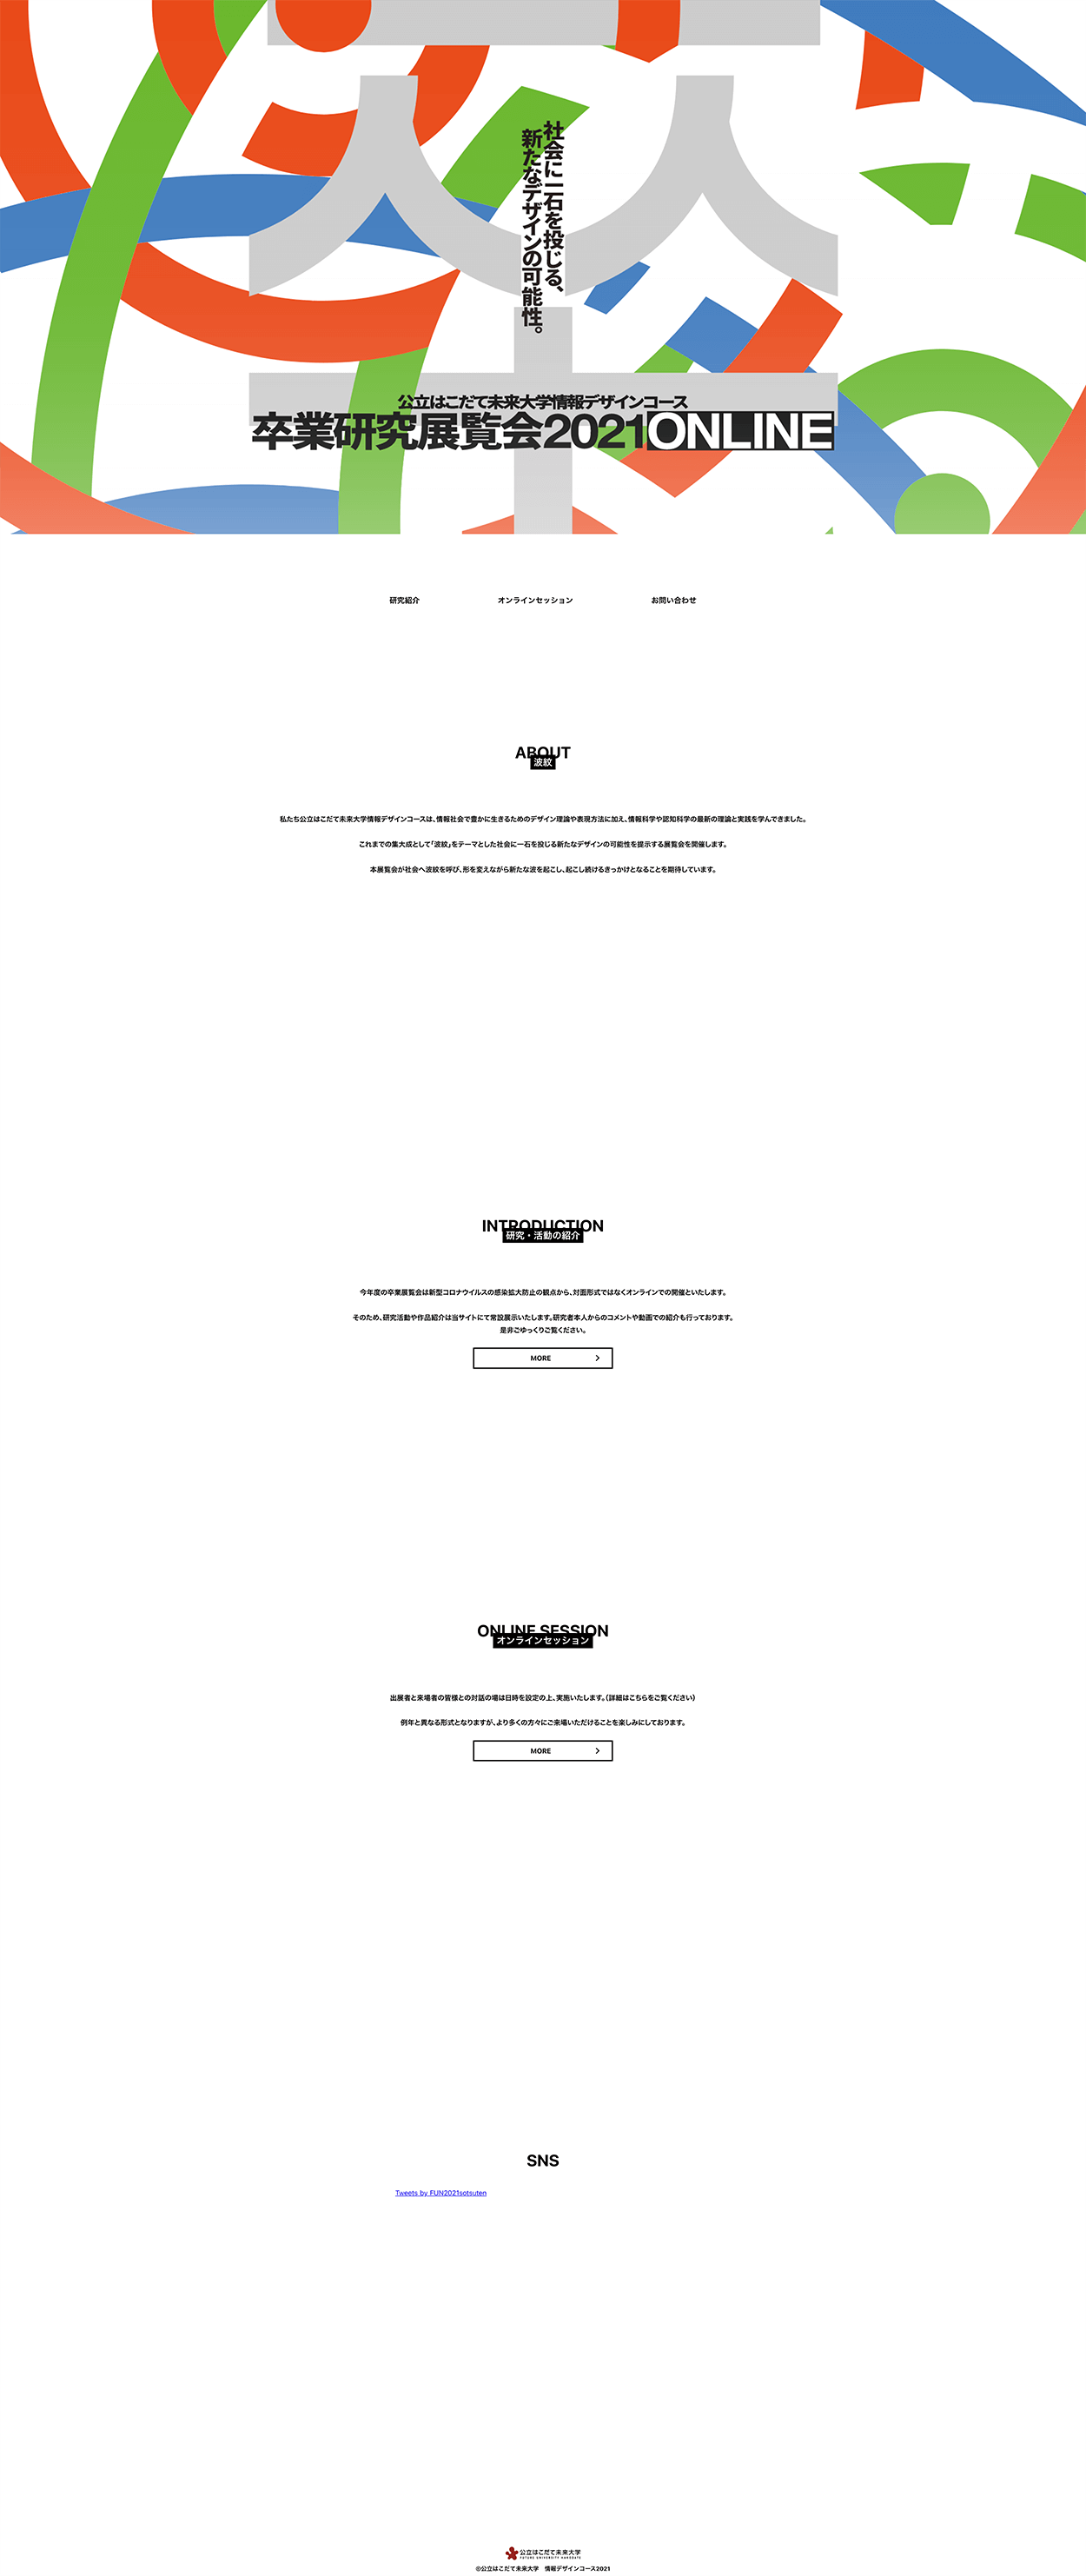 社会に一石を投じる、
新たなデザインの可能性。
公立はこだて未来大学情報デザインコース
卒業研究展覧会2021ONLINE
研究紹介
オンラインセッション
お問い合わせ
ABOUT
波紋
私たち公立はこだて未来大学情報デザインコースは、情報社会で豊かに生きるためのデザイン理論や表現方法に加え、情報科学や認知科学の最新の理論と実践を学んできました。
これまでの集大成として「波紋」をテーマとした社会に一石を投じる新たなデザインの可能性を提示する展覧会を開催します。
本展覧会が社会へ波紋を呼び、形を変えながら新たな波を起こし、起こし続けるきっかけとなることを期待しています。
INTRODUCTION
研究・活動の紹介
今年度の卒業展覧会は新型コロナウイルスの感染拡大防止の観点から、対面形式ではなくオンラインでの開催といたします。
そのため、研究活動や作品紹介は当サイトにて常設展示いたします。研究者本人からのコメントや動画での紹介も行っております。
是非ごゆっくりご覧ください。
MORE
ONLINE SESSION
オンラインセッション
出展者と来場者の皆様との対話の場は日時を設定の上、実施いたします。（詳細はこちらをご覧ください）
例年と異なる形式となりますが、より多くの方々にご来場いただけることを楽しみにしております。
MORE
SNS
Tweets by FUN2021sotsuten
公立はこだて未来大学
FUTURE UNIVERSITY HAKODATE
©公立はこだて未来大学　情報デザインコース2021